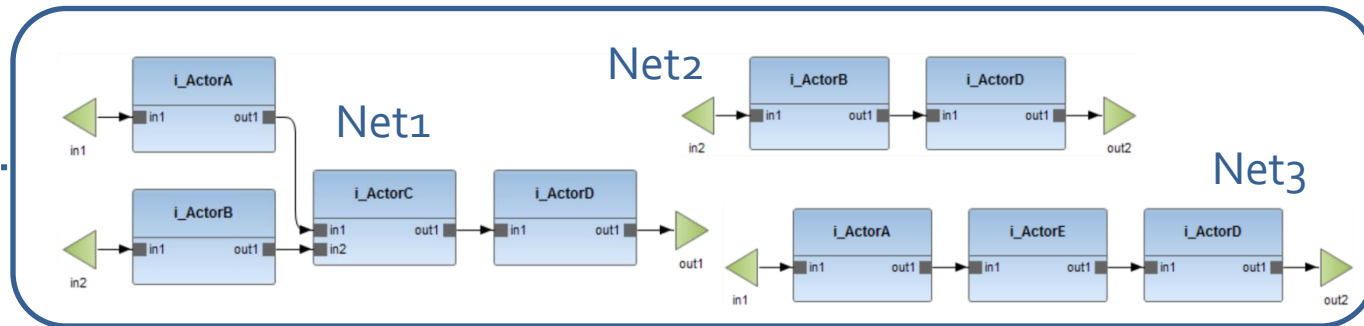 Net1
i_ActorA
in1 out1
in1
i_ActorB
in1 out1
in2
i_ActorC
in1 out1
in2
i_ActorD
in1 out1
out1
Net2
i_ActorB
in1 out1
in2
i_ActorD
in1 out1
out2
Net3
i_ActorA
in1 out1
in1
i_ActorE
in1 out1
i_ActorD
in1 out1
out2